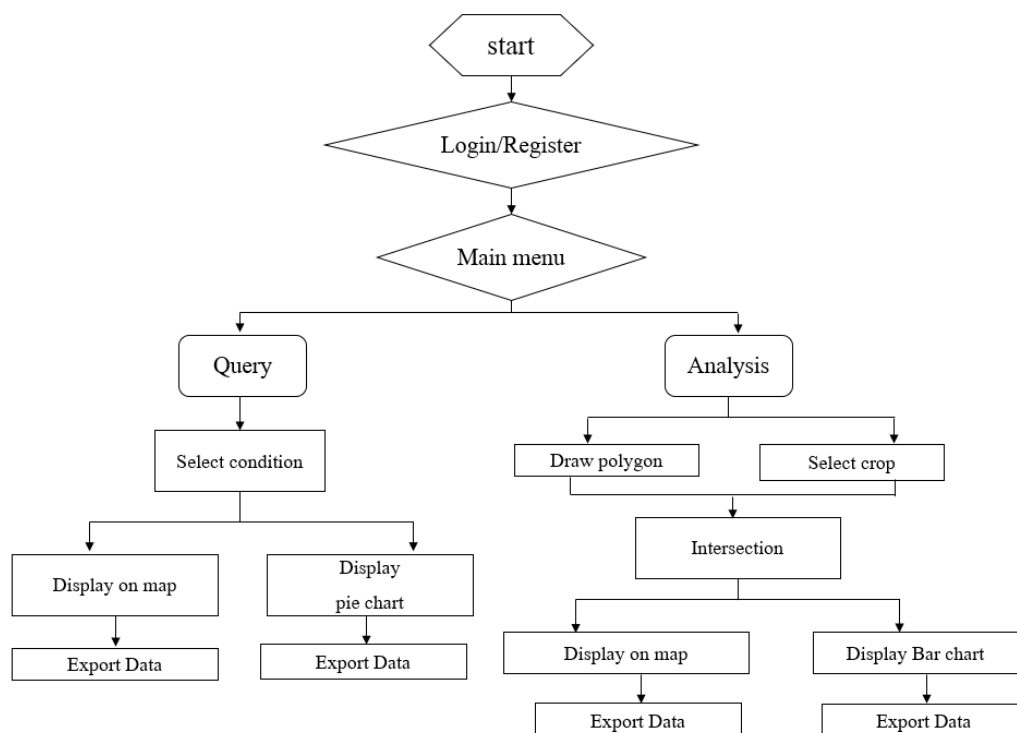 start
Login/Register
Main menu
Query
Analysis
Select condition
Draw polygon
Select crop
Intersection
Display on map
Display
pie chart
Export Data
Export Data
Display on map
Display Bar chart
Export Data
Export Data